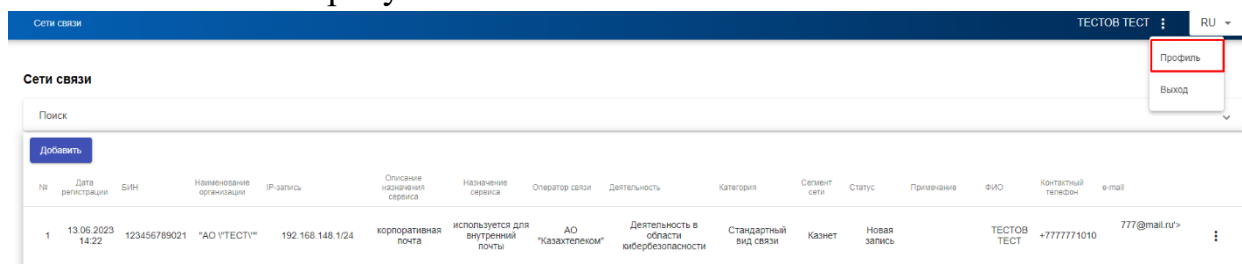 Сети связи
ТЕСТОВ ТЕСТ
RU
Профиль
Выход
Сети связи
Поиск
Добавить
№
Дата
регистрации
БИН
Наименование
организации
IP-запись
Описание
назначения
сервиса
Назначение
сервиса
Оператор связи
Деятельность
Категория
Сегмент
сети
Статус
Примечание
ФИО
Контактный
телефон
e-mail
1
13.06.2023
14:22
123456789021
"АО \"ТЕСТ\""
192.168.148.1/24
корпоративная
почта
используется для
внутренний
почты
АО
"Казахтелеком"
Деятельность в
области
кибербезопасности
Стандартный
вид связи
Казнет
Новая
запись
ТЕСТОВ
ТЕСТ
+7777771010
777@mail.ru'>